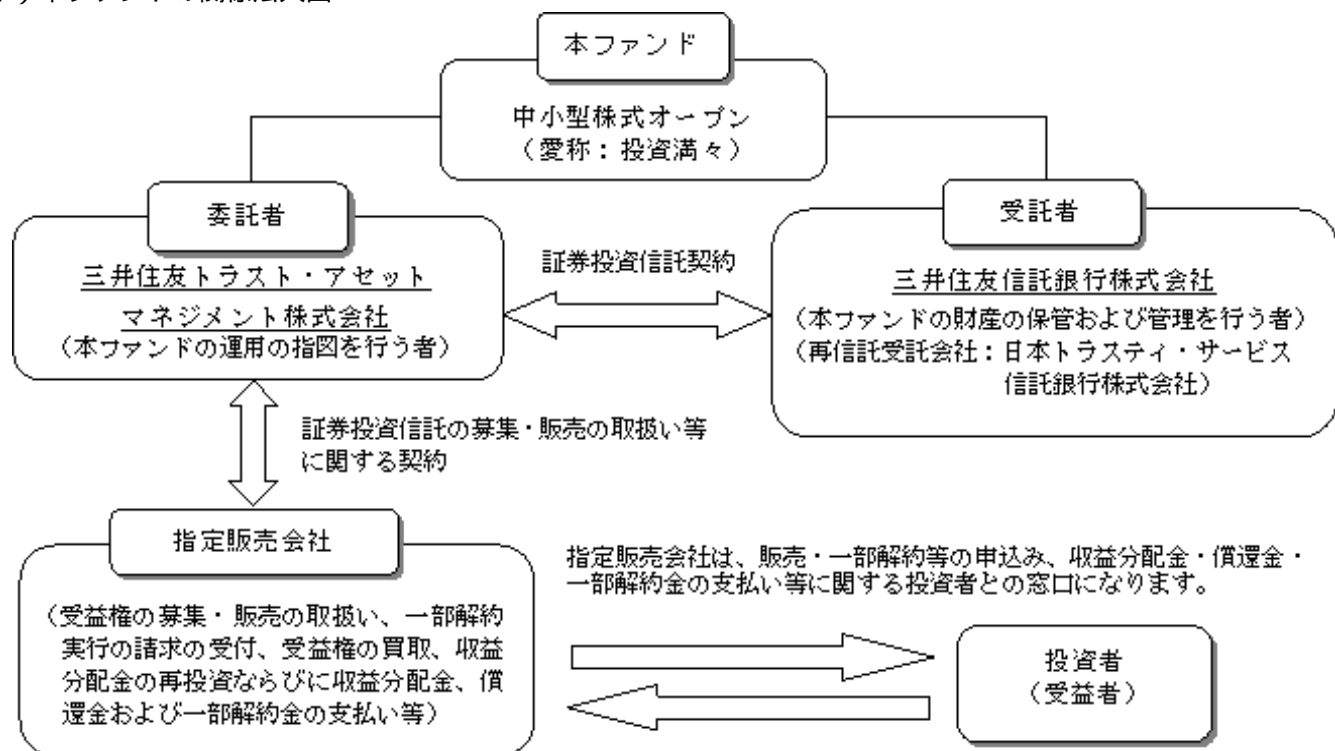 本ファンド
中小型株式オープン
（愛称：投資満々）
委託者
三井住友トラスト・アセット
マネジメント株式会社
（本ファンドの運用の指図を行う者）
証券投資信託契約
受託者
三井住友信託銀行株式会社
（本ファンドの財産の保管および管理を行う者）
（再信託受託会社：日本トラスティ・サービス
信託銀行株式会社）
証券投資信託の募集・販売の取扱い等
に関する契約
指定販売会社
（受益権の募集・販売の取扱い、一部解約
実行の請求の受付、受益権の買取、収益
分配金の再投資ならびに収益分配金、償
還金および一部解約金の支払い等）
指定販売会社は、販売・一部解約等の申込み、収益分配金・償還金・
一部解約金の支払い等に関する投資者との窓口になります。
投資者
（受益者）